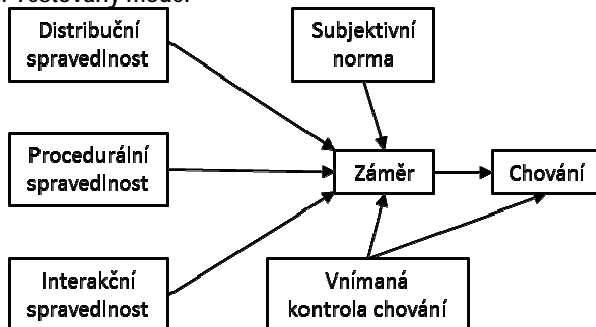 Testovaný model
Distribuční
spravedlnost
Subjektivní
norma
Procedurální
spravedlnost
Záměr
Chování
Interakční
spravedlnost
Vnímaná
kontrola chování